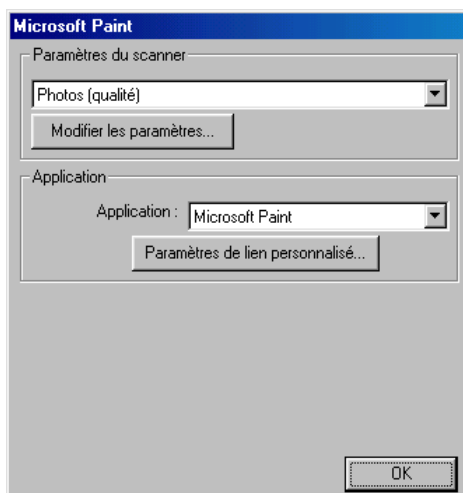 Microsoft Paint
Paramètres du scanner
Photos (qualité)
Modifier les paramètres...
Application
Application : Microsoft Paint
Paramètres de lien personnalisé...
OK